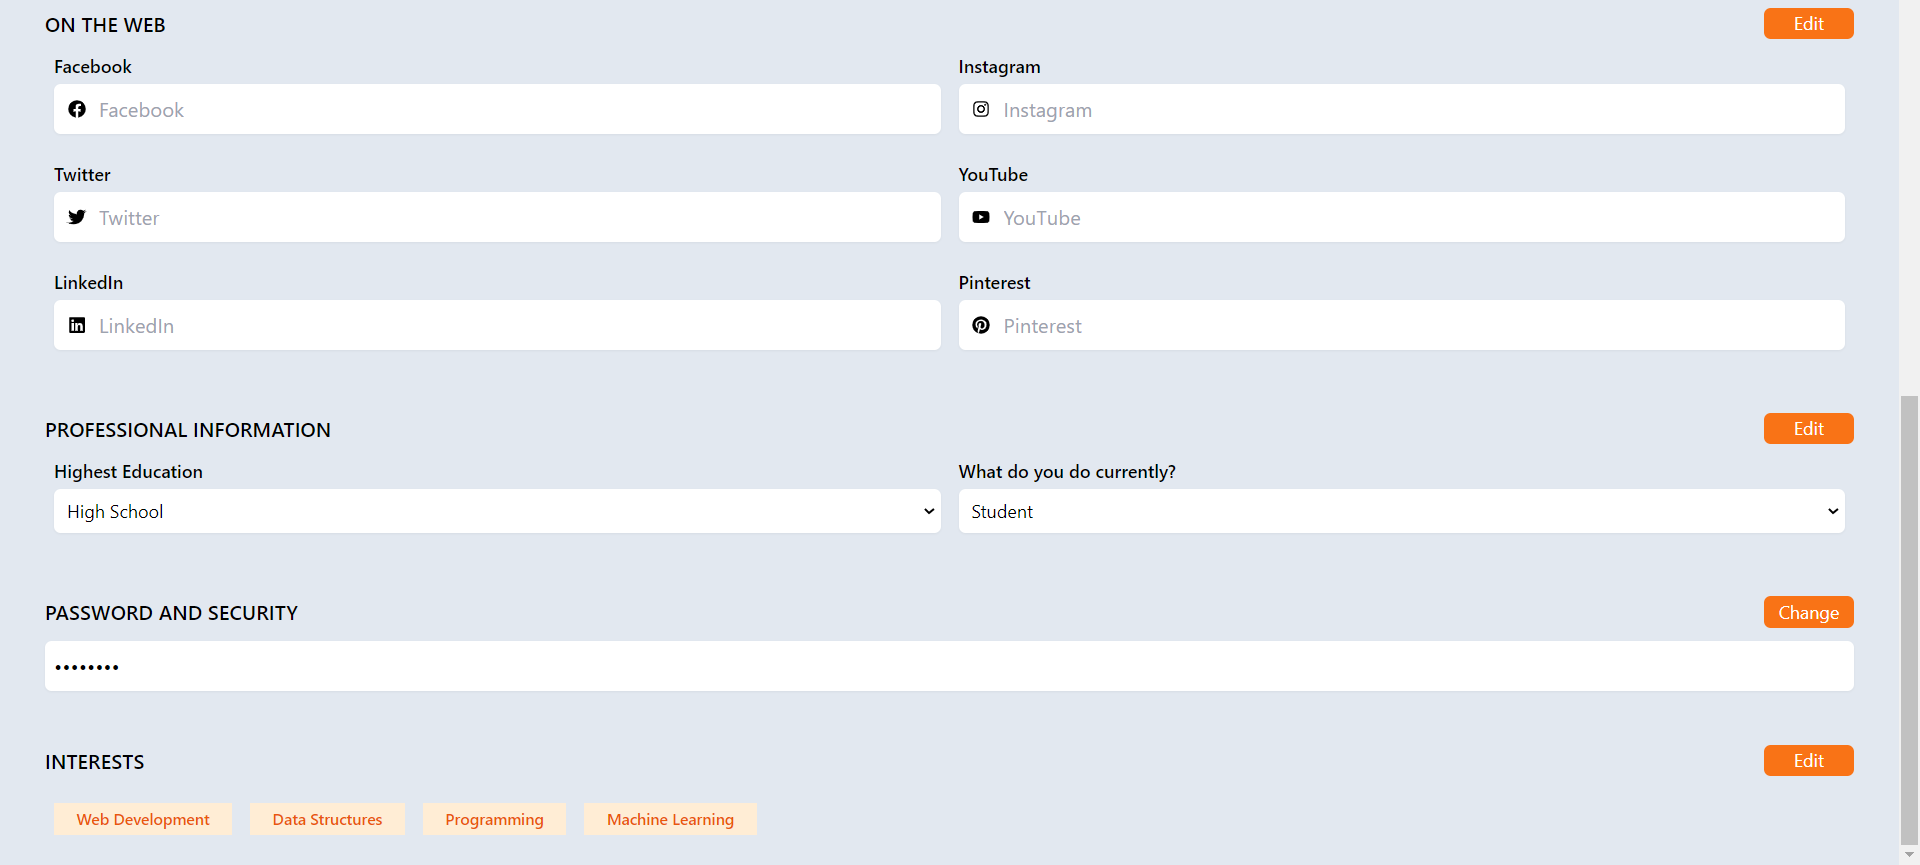 ON THE WEB
Edit
Facebook
Instagram
Facebook
Instagram
Twitter
YouTube
Twitter
YouTube
LinkedIn
Pinterest
LinkedIn
Pinterest
PROFESSIONAL INFORMATION
Edit
Highest Education
What do you do currently?
High School
Student
PASSWORD AND SECURITY
Change
••••••••
INTERESTS
Edit
Web Development
Data Structures
Programming
Machine Learning